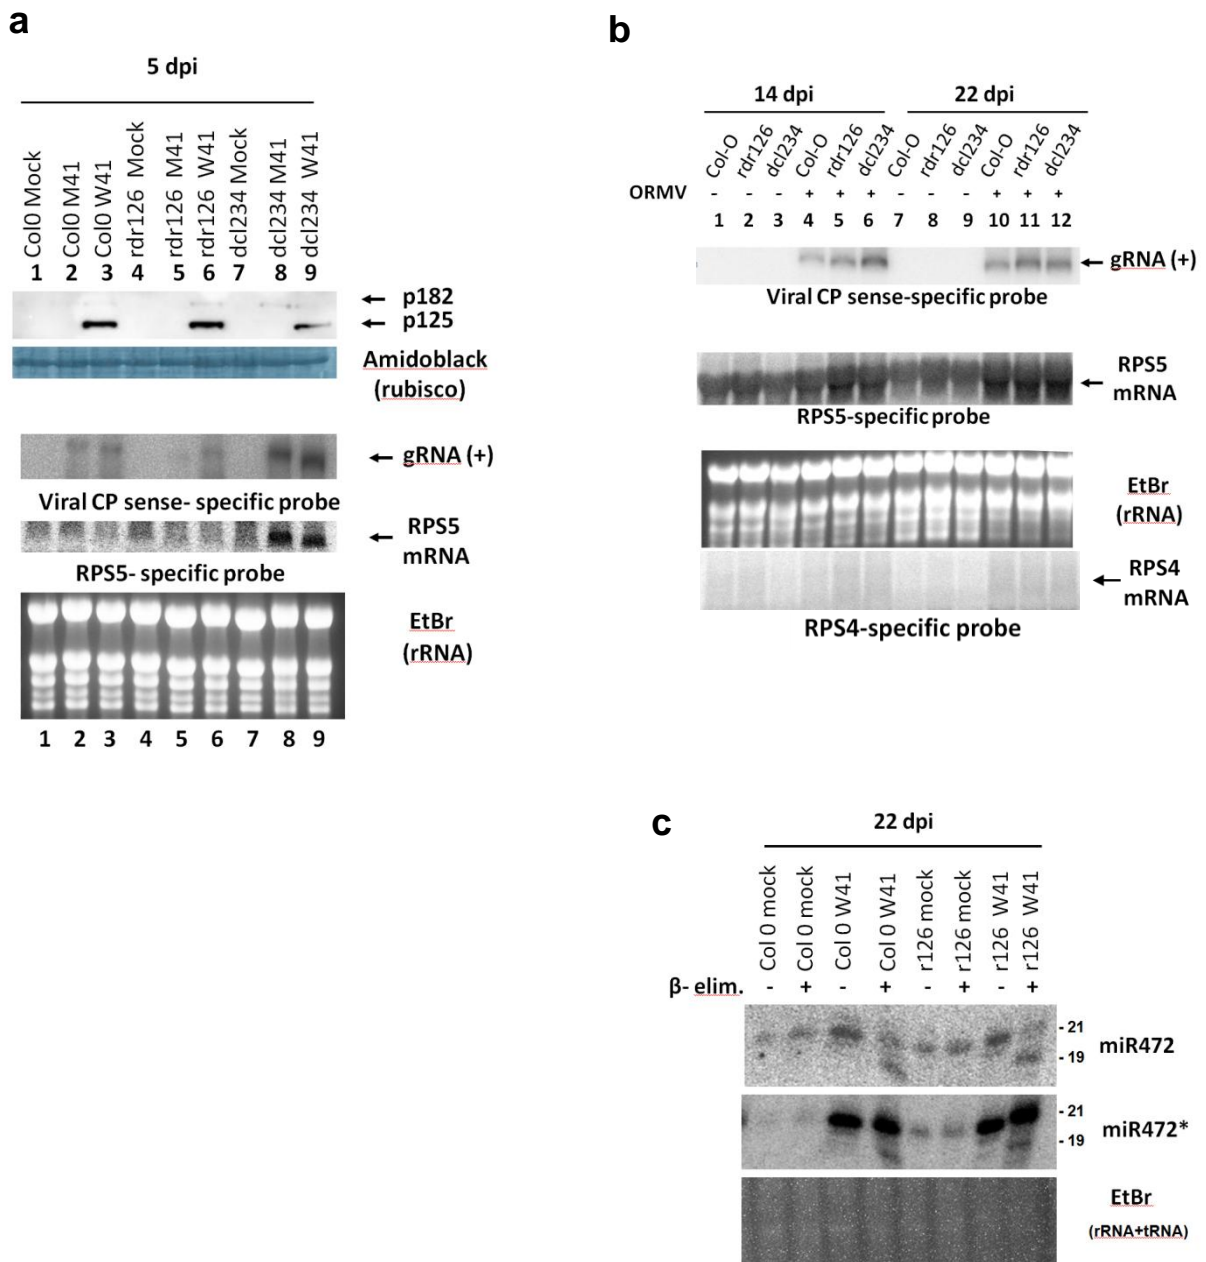 a
5 dpi
Col0 Mock
Col0 M41
Col0 W41
rdr126 Mock
rdr126 M41
rdr126 W41
dcl234 Mock
dcl234 M41
dcl234 W41
1 2 3 4 5 6 7 8 9
p182
p125
Amidoblack
(rubisco)
gRNA (+)
Viral CP sense- specific probe
RPS5
mRNA
RPS5- specific probe
EtBr
(rRNA)
1 2 3 4 5 6 7 8 9
b
14 dpi 22 dpi
Col-O rdr126 dcl234 Col-O rdr126 dcl234 Col-O rdr126 dcl234 Col-O rdr126 dcl234
ORMV - - - + + + - - - + + +
1 2 3 4 5 6 7 8 9 10 11 12
gRNA (+)
Viral CP sense-specific probe
RPS5
mRNA
RPS5-specific probe
EtBr
(rRNA)
RPS4
mRNA
RPS4-specific probe
c
22 dpi
Col 0 mock
Col 0 mock
Col 0 W41
Col 0 W41
r126 mock
r126 mock
r126 W41
r126 W41
β- elim. - + - + - + - +
- 21
- 19
miR472
- 21
- 19
miR472*
EtBr
(rRNA+tRNA)